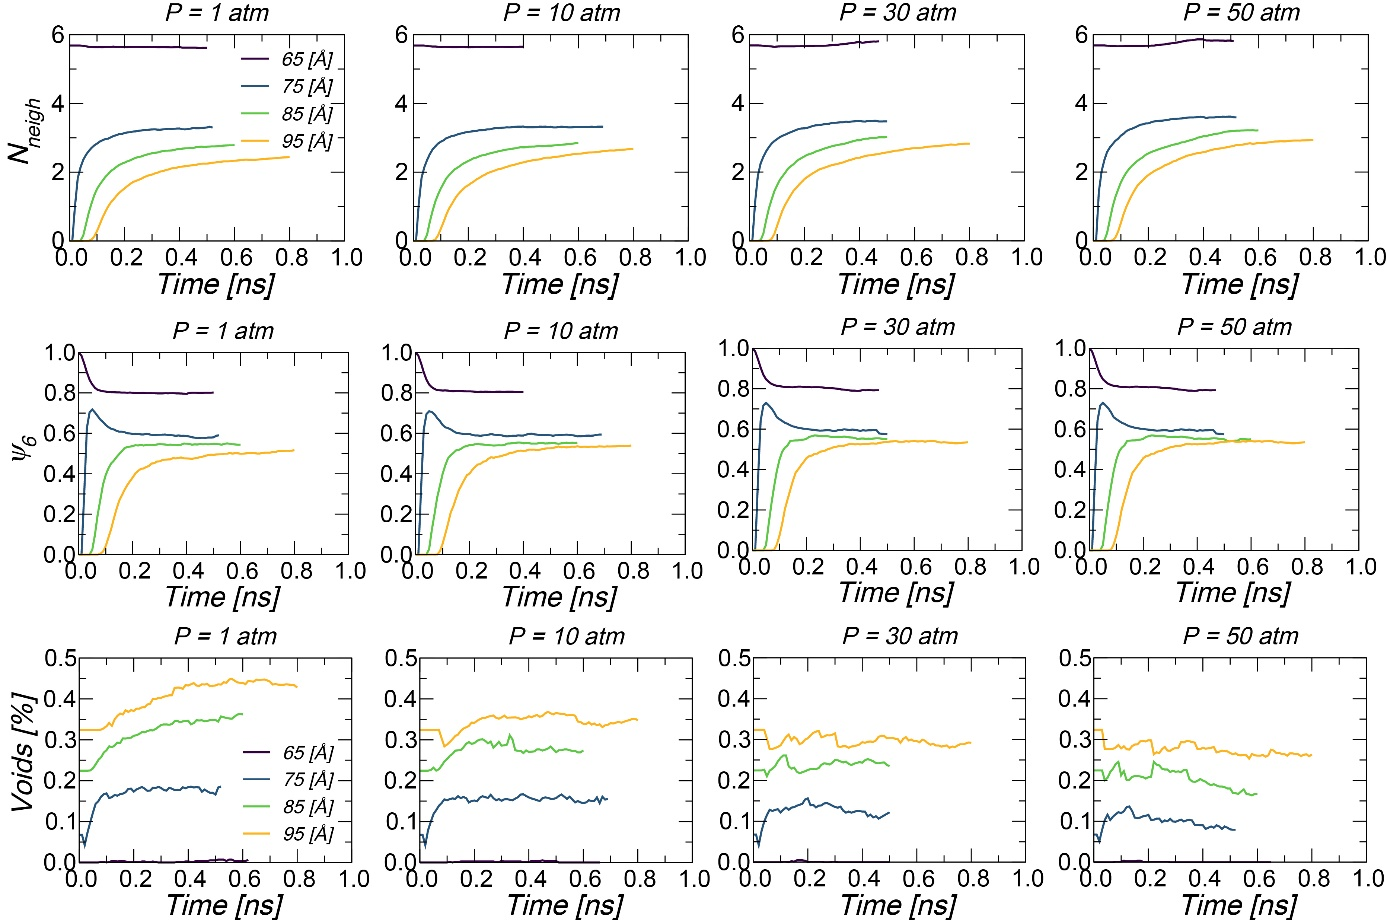 P = 1 atm P = 10 atm P = 30 atm P = 50 atm
6 6 6 6
65 [Å]
75 [Å]
4 4 4 4
85 [Å]
95 [Å]
N_neigh
2 2 2 2
0 0 0 0
0.0 0.2 0.4 0.6 0.8 1.0 0.0 0.2 0.4 0.6 0.8 1.0 0.0 0.2 0.4 0.6 0.8 1.0 0.0 0.2 0.4 0.6 0.8 1.0
Time [ns] Time [ns] Time [ns] Time [ns]
P = 1 atm P = 10 atm P = 30 atm P = 50 atm
1.0 1.0 1.0 1.0
0.8 0.8 0.8 0.8
0.6 0.6 0.6 0.6
ψ_6
0.4 0.4 0.4 0.4
0.2 0.2 0.2 0.2
0.0 0.0 0.0 0.0
0.0 0.2 0.4 0.6 0.8 1.0 0.0 0.2 0.4 0.6 0.8 1.0 0.0 0.2 0.4 0.6 0.8 1.0 0.0 0.2 0.4 0.6 0.8 1.0
Time [ns] Time [ns] Time [ns] Time [ns]
P = 1 atm P = 10 atm P = 30 atm P = 50 atm
0.5 0.5 0.5 0.5
0.4 0.4 0.4 0.4
0.3 0.3 0.3 0.3
Voids [%]
65 [Å]
75 [Å]
0.2 0.2 0.2 0.2
85 [Å]
95 [Å]
0.1 0.1 0.1 0.1
0.0 0.0 0.0 0.0
0.0 0.2 0.4 0.6 0.8 1.0 0.0 0.2 0.4 0.6 0.8 1.0 0.0 0.2 0.4 0.6 0.8 1.0 0.0 0.2 0.4 0.6 0.8 1.0
Time [ns] Time [ns] Time [ns] Time [ns]